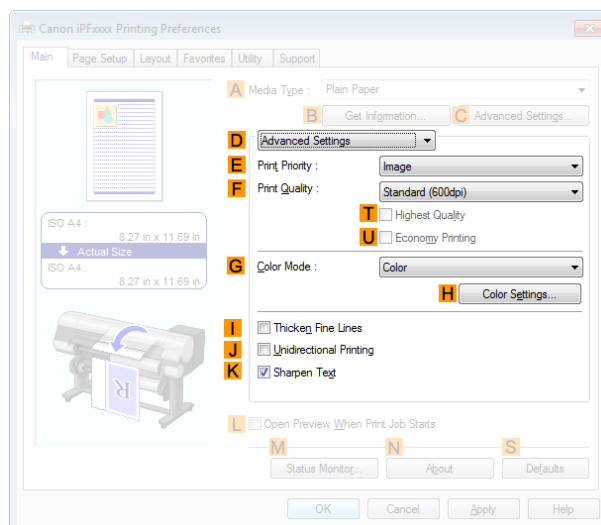 Canon iPFxxxx Printing Preferences
Main Page Setup Layout Favorites Utility Support
A Media Type : Plain Paper
B Get Information... C Advanced Settings...
D Advanced Settings
E Print Priority : Image
F Print Quality : Standard (600dpi)
T Highest Quality
U Economy Printing
ISO A4 :
8.27 in x 11.69 in
Actual Size
ISO A4 :
8.27 in x 11.69 in
G Color Mode : Color
H Color Settings...
I Thicken Fine Lines
J Unidirectional Printing
K Sharpen Text
R
L Open Preview When Print Job Starts
M N S
Status Monitor... About Defaults
OK Cancel Apply Help